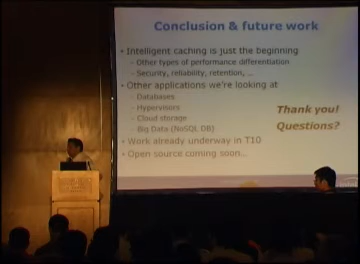 Conclusion & future work
• Intelligent caching is just the beginning
- Other types of performance differentiation
- Security, reliability, retention, ...
• Other applications we're looking at
- Databases
- Hypervisors
- Cloud storage
- Big Data (NoSQL DB)
• Work already underway in T10
• Open source coming soon...
Thank you!
Questions?